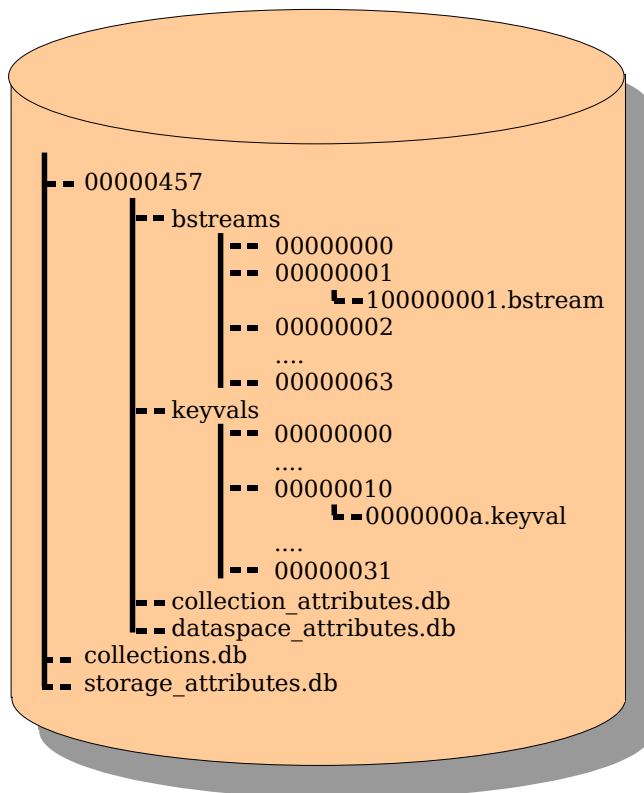 00000457
bstreams
00000000
00000001
100000001.bstream
00000002
....
00000063
keyvals
00000000
....
00000010
0000000a.keyval
....
00000031
collection_attributes.db
dataspace_attributes.db
collections.db
storage_attributes.db